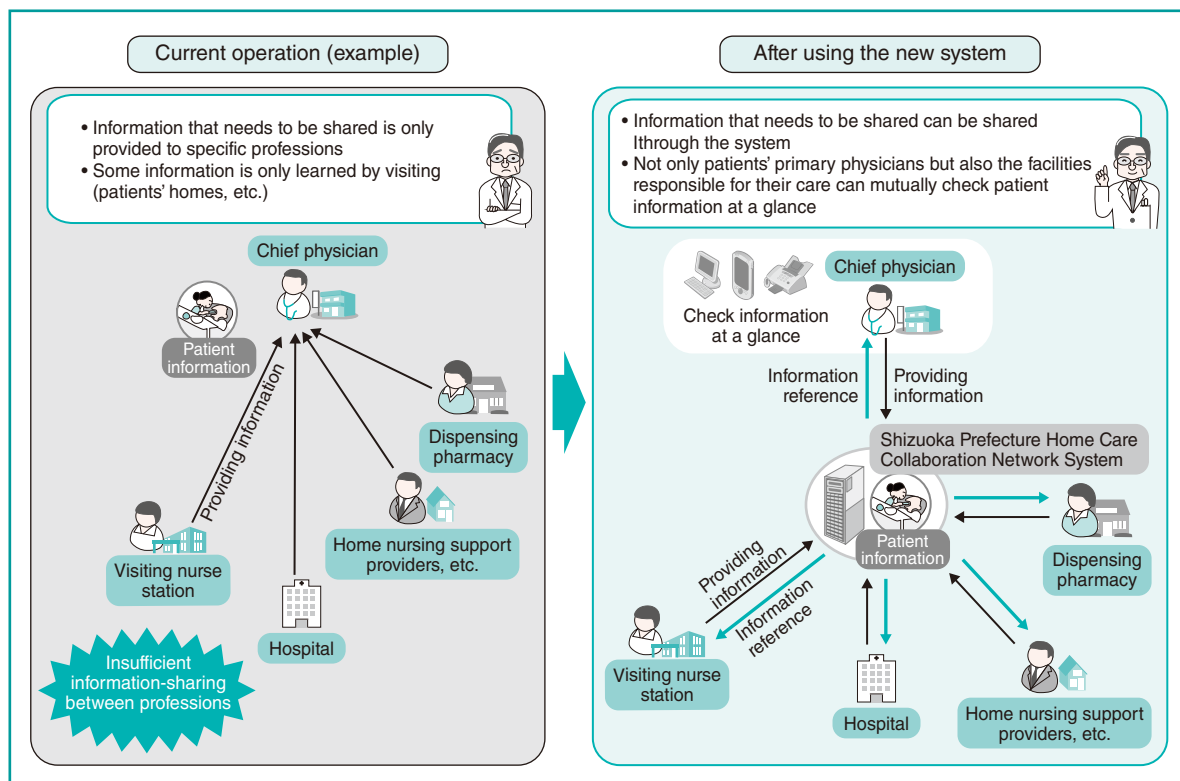 Current operation (example)
• Information that needs to be shared is only
provided to specific professions
• Some information is only learned by visiting
(patients' homes, etc.)
Chief physician
Patient
information
Providing information
Dispensing
pharmacy
Home nursing support
providers, etc.
Visiting nurse
station
Hospital
Insufficient
information-sharing
between professions
After using the new system
• Information that needs to be shared can be shared
lthrough the system
• Not only patients' primary physicians but also the facilities
responsible for their care can mutually check patient
information at a glance
Chief physician
Check information
at a glance
Information
reference
Providing
information
Shizuoka Prefecture Home Care
Collaboration Network System
Patient
information
Dispensing
pharmacy
Providing
information
Information
reference
Visiting nurse
station
Hospital
Home nursing support
providers, etc.